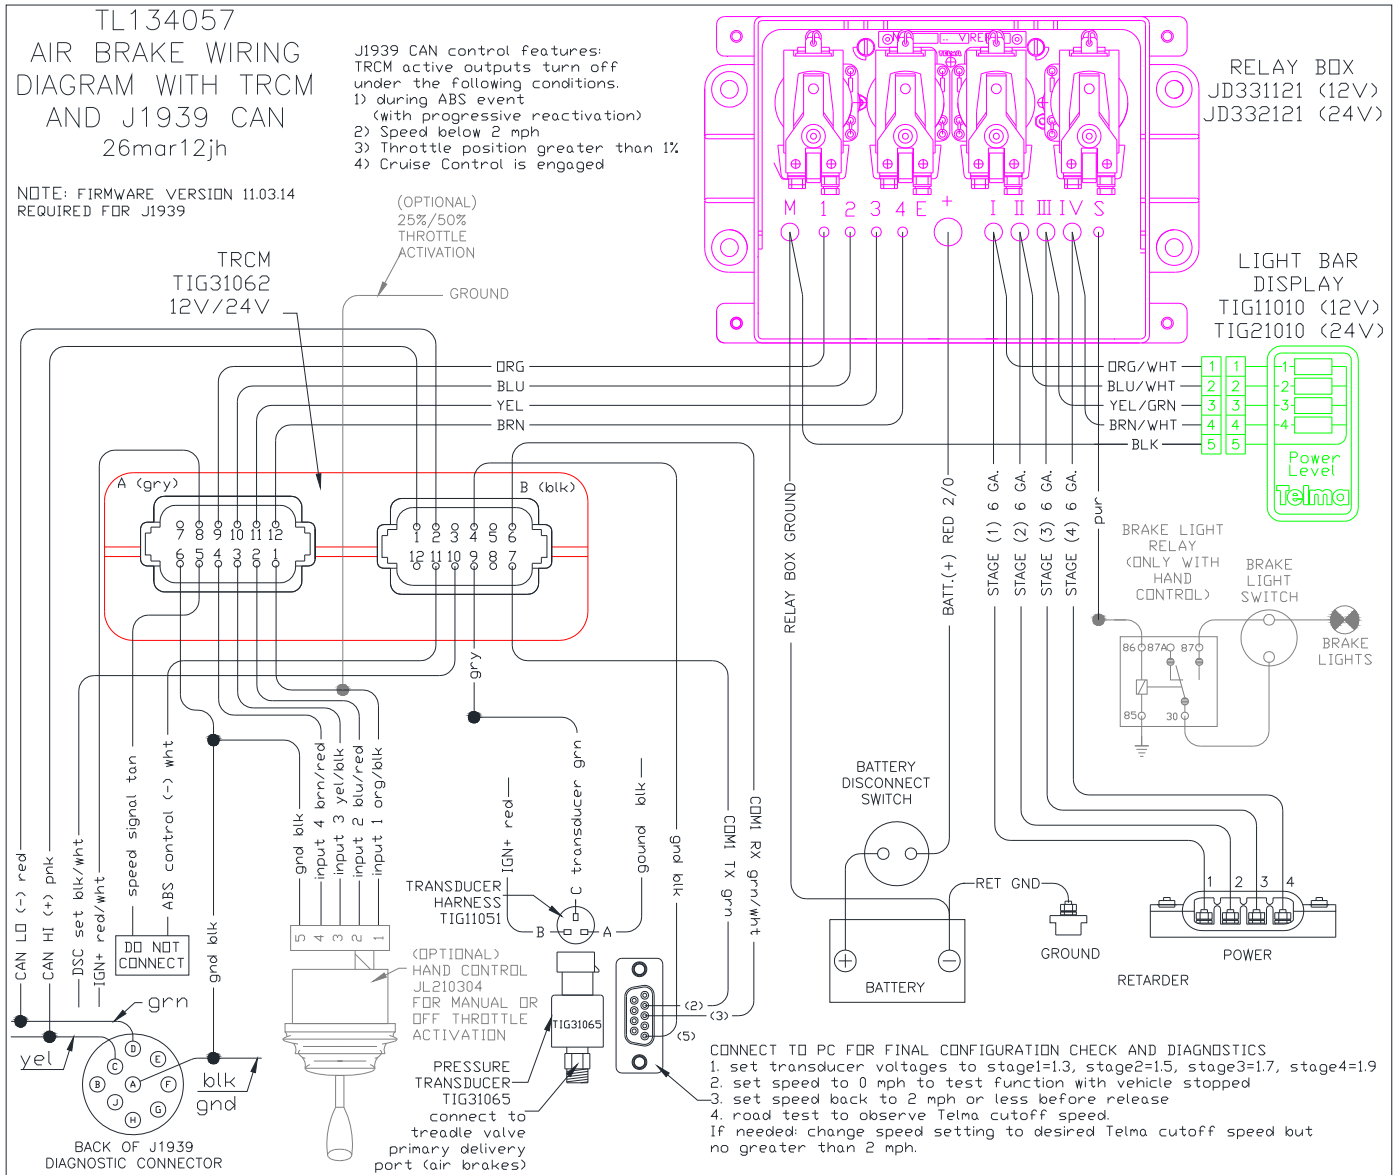 TL134057
AIR BRAKE WIRING
DIAGRAM WITH TRCM
AND J1939 CAN
26mar12jh
NOTE: FIRMWARE VERSION 11.03.14
REQUIRED FOR J1939
J1939 CAN control features:
TRCM active outputs turn off
under the following conditions.
1) during ABS event
(with progressive reactivation)
2) Speed below 2 mph
3) Throttle position greater than 1%
4) Cruise Control is engaged
(OPTIONAL)
25%/50%
THROTTLE
ACTIVATION
GROUND
TRCM
TIG31062
12V/24V
RELAY BOX
JD331121 (12V)
JD332121 (24V)
M 1 2 3 4 E + I II III IV S
LIGHT BAR
DISPLAY
TIG11010 (12V)
TIG21010 (24V)
ORG
BLU
YEL
BRN
ORG/WHT 1 1 1
BLU/WHT 2 2 2
YEL/GRN 3 3 3
BRN/WHT 4 4 4
BLK 5 5
Power
Level
Telma
A (gry)
B (blk)
7 8 9 10 11 12
6 5 4 3 2 1
1 2 3 4 5 6
12 11 10 9 8 7
RELAY BOX GROUND
BATT.(+) RED 2/0
STAGE (1) 6 GA.
STAGE (2) 6 GA.
STAGE (3) 6 GA.
STAGE (4) 6 GA.
pur
BRAKE LIGHT
RELAY
(ONLY WITH
HAND
CONTROL)
BRAKE
LIGHT
SWITCH
BRAKE
LIGHTS
86 87A 87
85 30
CAN LO (-) red
CAN HI (+) pnk
DSC set blk/wht
IGN+ red/wht
speed signal tan
ABS control (-) wht
DO NOT
CONNECT
gnd blk
gnd blk
input 4 brn/red
input 3 yel/blk
input 2 blu/red
input 1 org/blk
5 4 3 2 1
gry
IGN+ red
C transducer grn
gound blk
gnd blk
COM1 TX grn
COM1 RX grn/wht
TRANSDUCER
HARNESS
TIG11051
B A
(OPTIONAL)
HAND CONTROL
JL210304
FOR MANUAL OR
OFF THROTTLE
ACTIVATION
TIG31065
PRESSURE
TRANSDUCER
TIG31065
connect to
treadle valve
primary delivery
port (air brakes)
(2)
(3)
(5)
BATTERY
DISCONNECT
SWITCH
RET GND
GROUND
BATTERY
+ −
1 2 3 4
POWER
RETARDER
grn
yel
blk
gnd
A B C D E F G H J
BACK OF J1939
DIAGNOSTIC CONNECTOR
CONNECT TO PC FOR FINAL CONFIGURATION CHECK AND DIAGNOSTICS
1. set transducer voltages to stage1=1.3, stage2=1.5, stage3=1.7, stage4=1.9
2. set speed to 0 mph to test function with vehicle stopped
3. set speed back to 2 mph or less before release
4. road test to observe Telma cutoff speed.
If needed: change speed setting to desired Telma cutoff speed but
no greater than 2 mph.